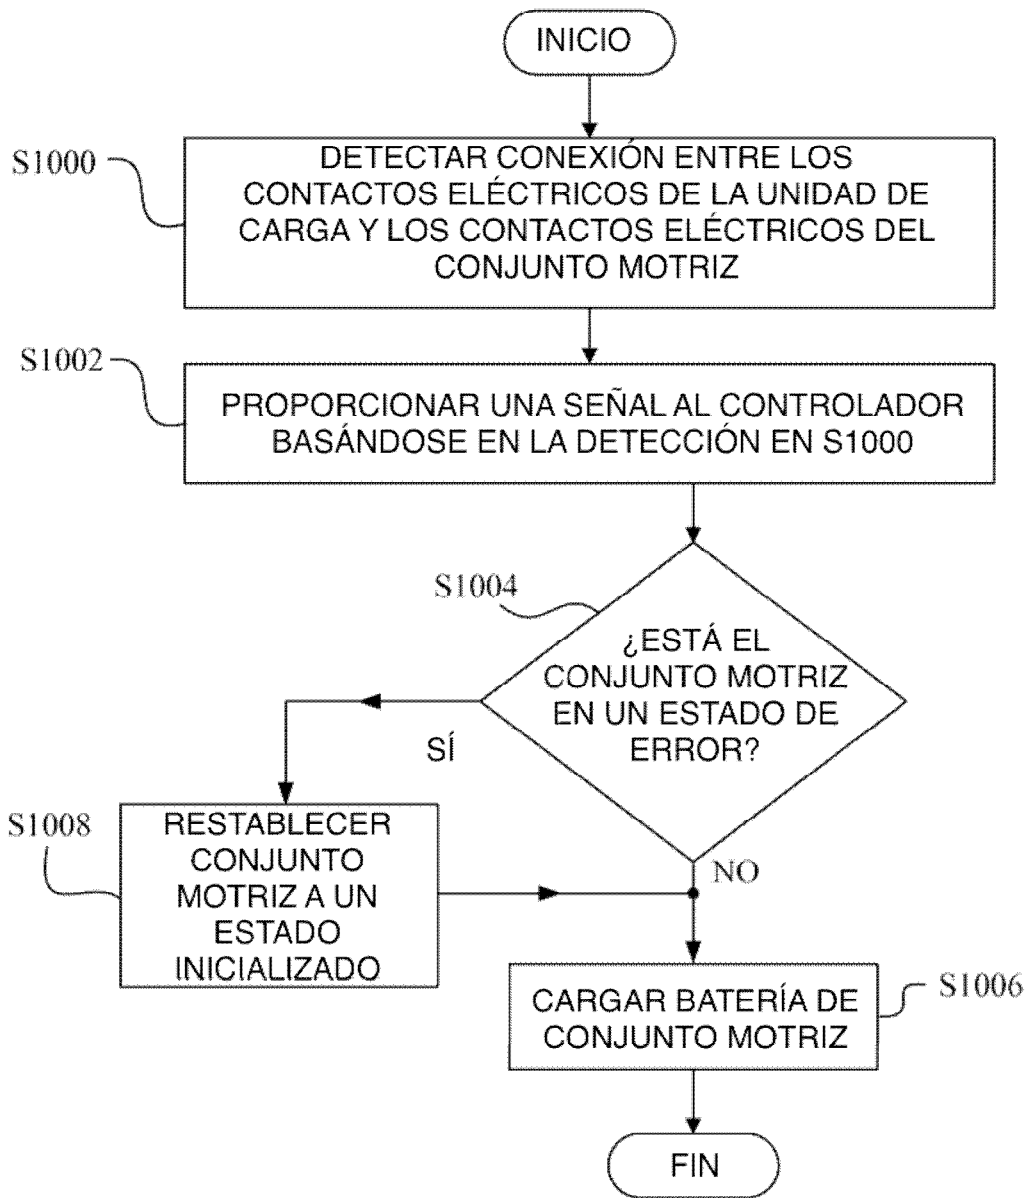 INICIO
S1000
DETECTAR CONEXIÓN ENTRE LOS
CONTACTOS ELÉCTRICOS DE LA UNIDAD DE
CARGA Y LOS CONTACTOS ELÉCTRICOS DEL
CONJUNTO MOTRIZ
S1002
PROPORCIONAR UNA SEÑAL AL CONTROLADOR
BASÁNDOSE EN LA DETECCIÓN EN S1000
S1004
¿ESTÁ EL
CONJUNTO MOTRIZ
EN UN ESTADO DE
ERROR?
SÍ
S1008
RESTABLECER
CONJUNTO
MOTRIZ A UN
ESTADO
INICIALIZADO
NO
S1006
CARGAR BATERÍA DE
CONJUNTO MOTRIZ
FIN